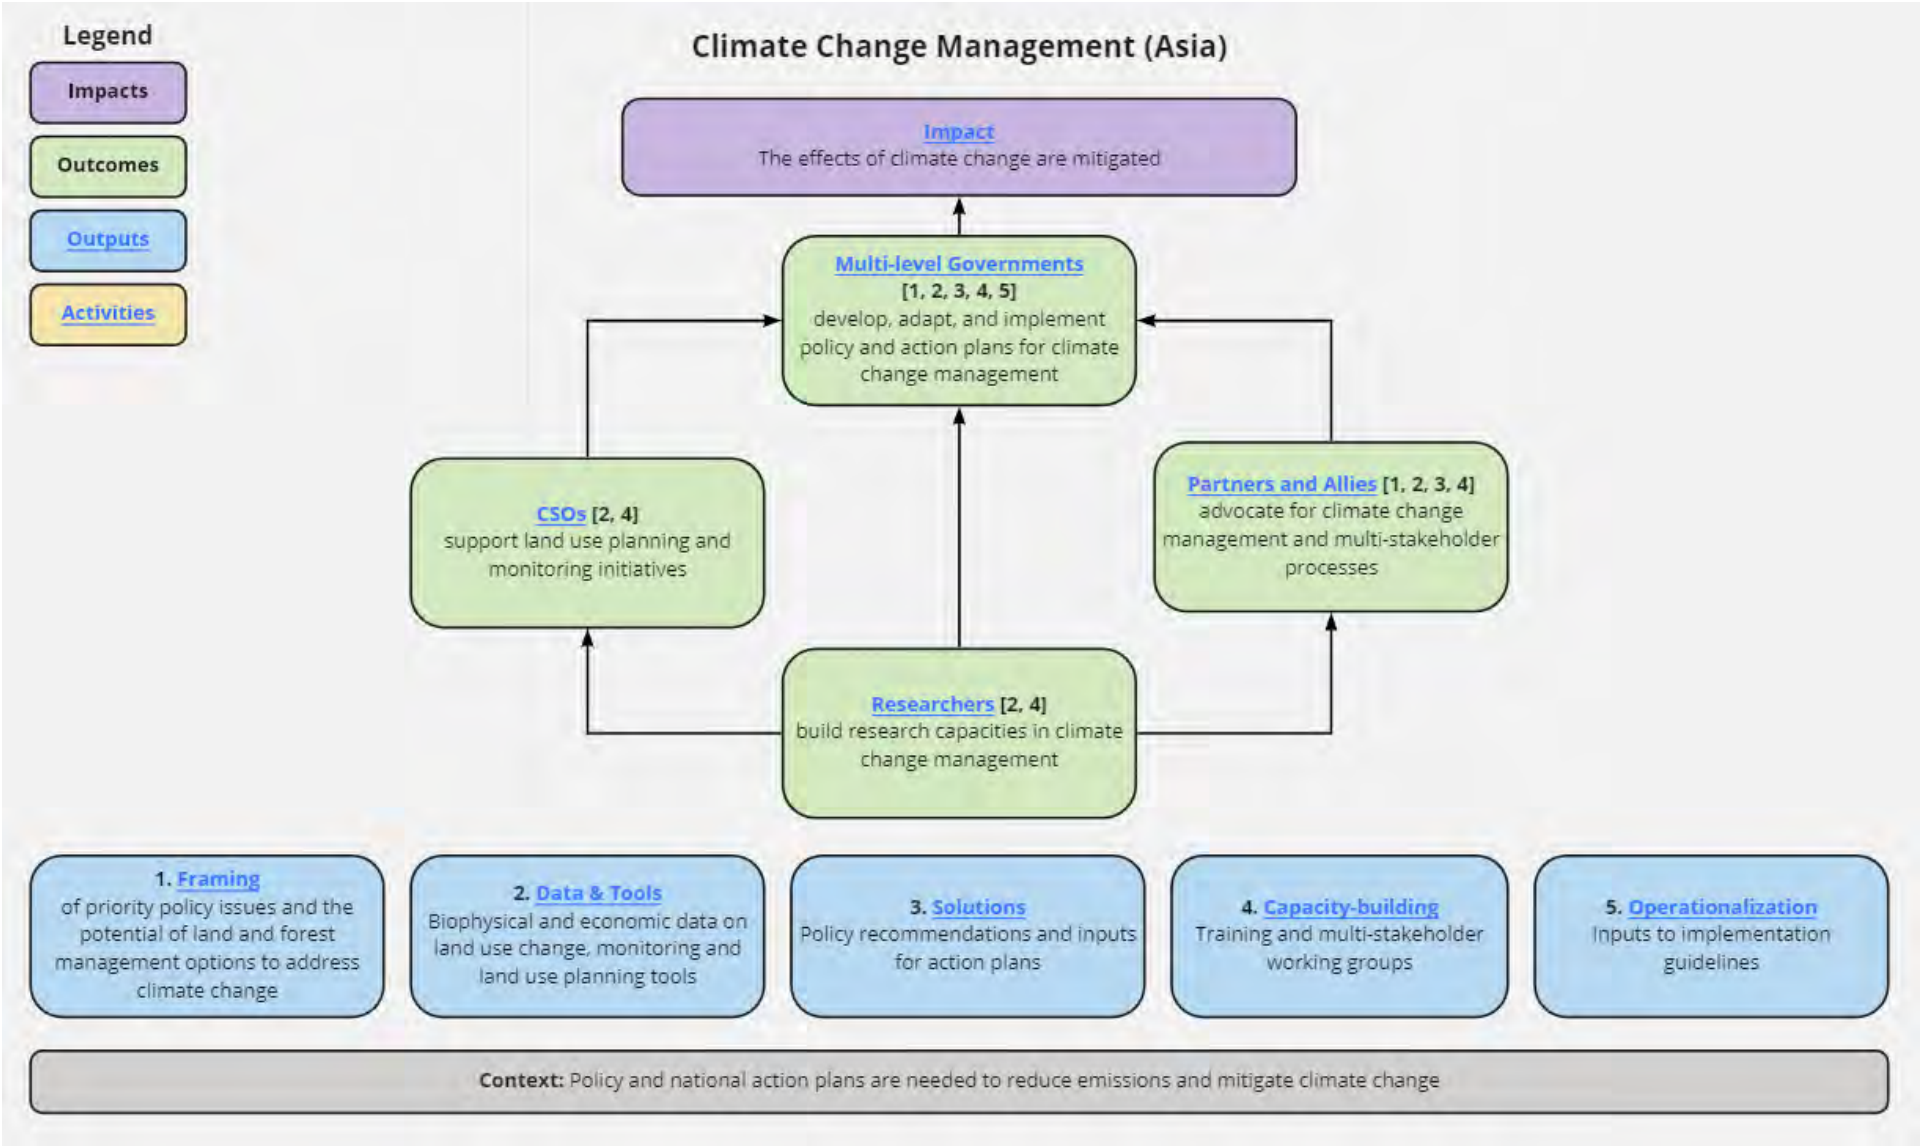 Legend
Impacts
Outcomes
Outputs
Activities
Climate Change Management (Asia)
Impact
The effects of climate change are mitigated
Multi-level Governments
[1, 2, 3, 4, 5]
develop, adapt, and implement
policy and action plans for climate
change management
CSOs [2, 4]
support land use planning and
monitoring initiatives
Partners and Allies [1, 2, 3, 4]
advocate for climate change
management and multi-stakeholder
processes
Researchers [2, 4]
build research capacities in climate
change management
1. Framing
of priority policy issues and the
potential of land and forest
management options to address
climate change
2. Data & Tools
Biophysical and economic data on
land use change, monitoring and
land use planning tools
3. Solutions
Policy recommendations and inputs
for action plans
4. Capacity-building
Training and multi-stakeholder
working groups
5. Operationalization
Inputs to implementation
guidelines
Context: Policy and national action plans are needed to reduce emissions and mitigate climate change